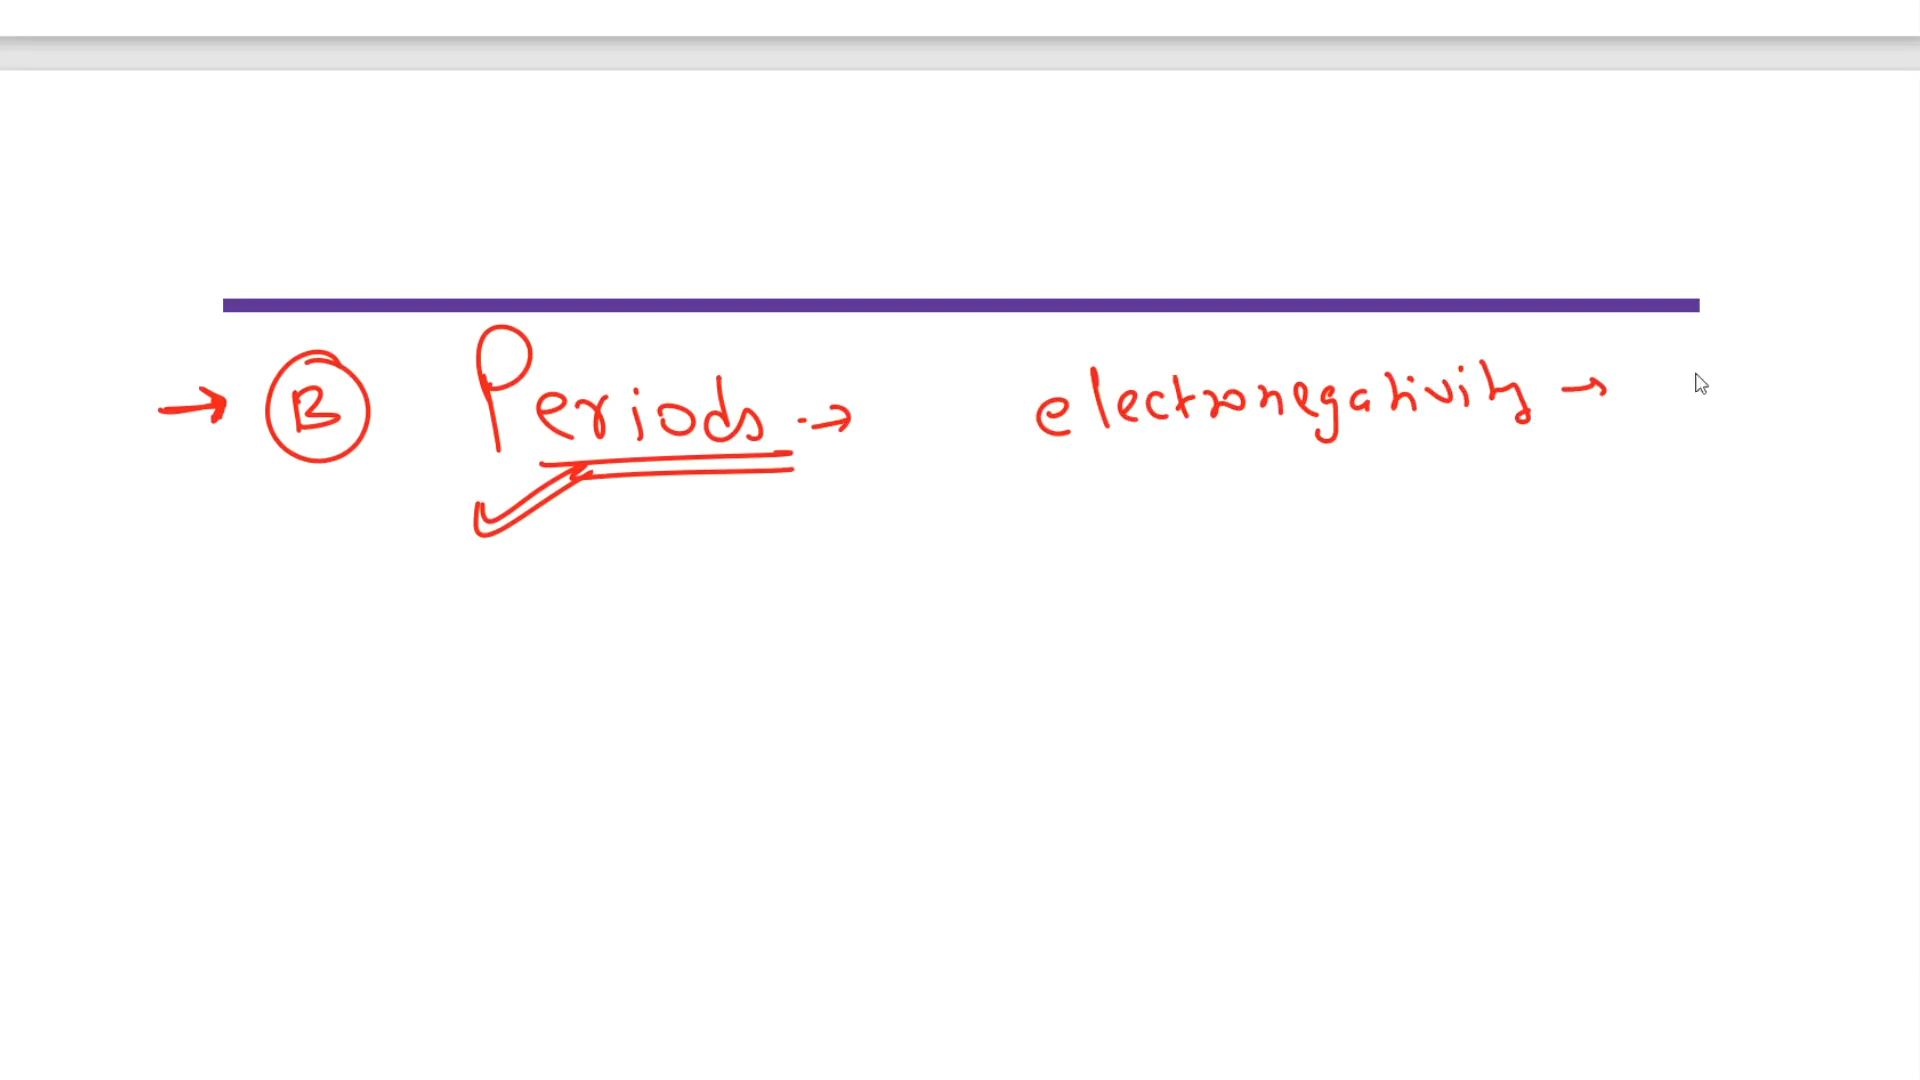 → B Periods → electronegativity →